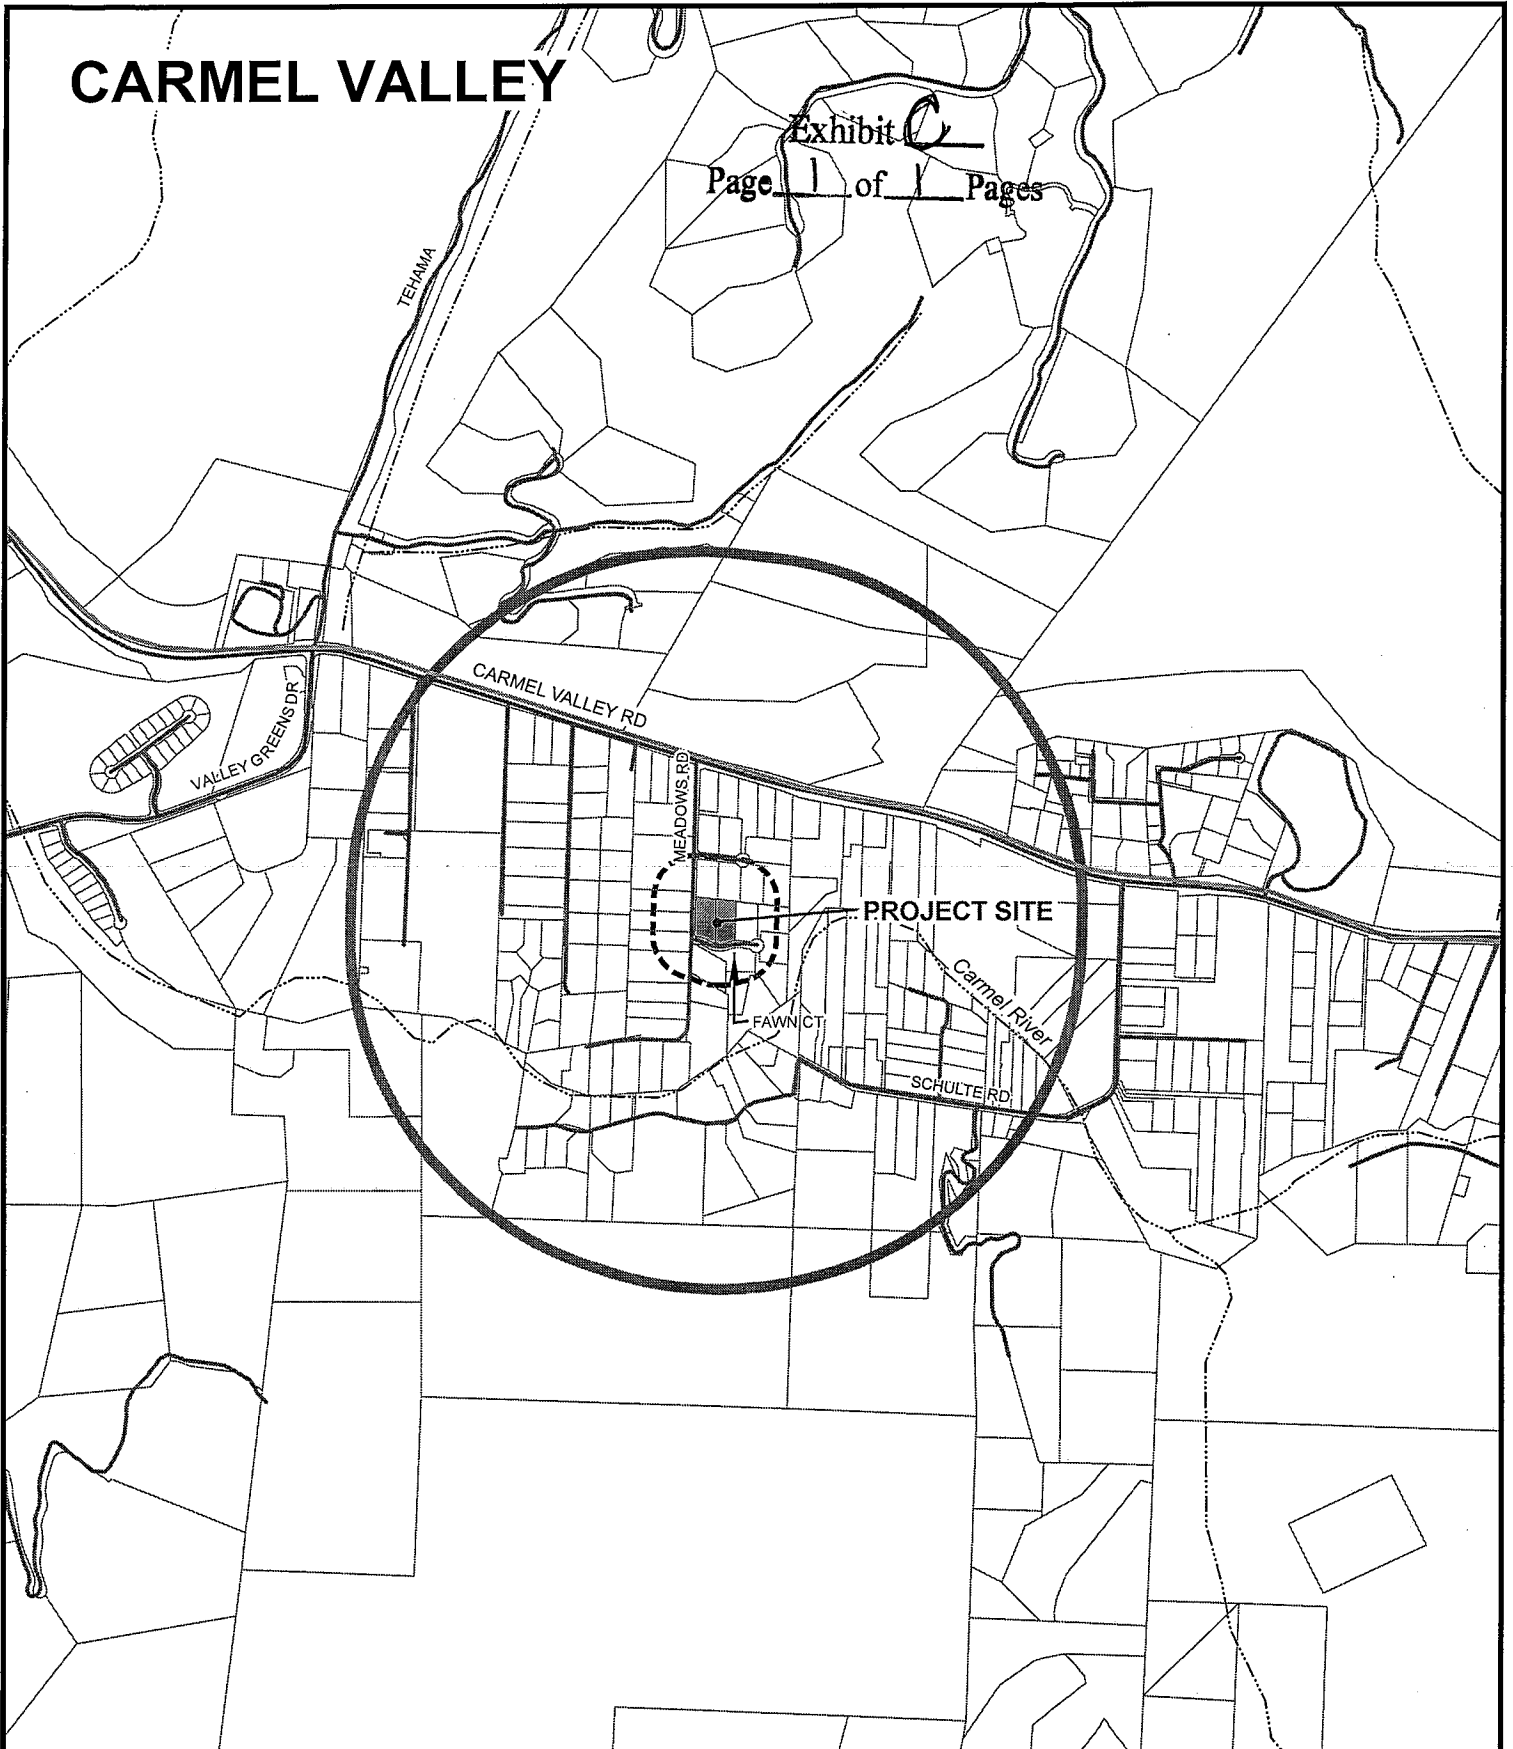 CARMEL VALLEY
Exhibit C
Page 1 of 1 Pages
TEHAMA
CARMEL VALLEY RD
VALLEY GREENS DR
MEADOWS RD
PROJECT SITE
Carmel River
FAWN CT
SCHULTE RD